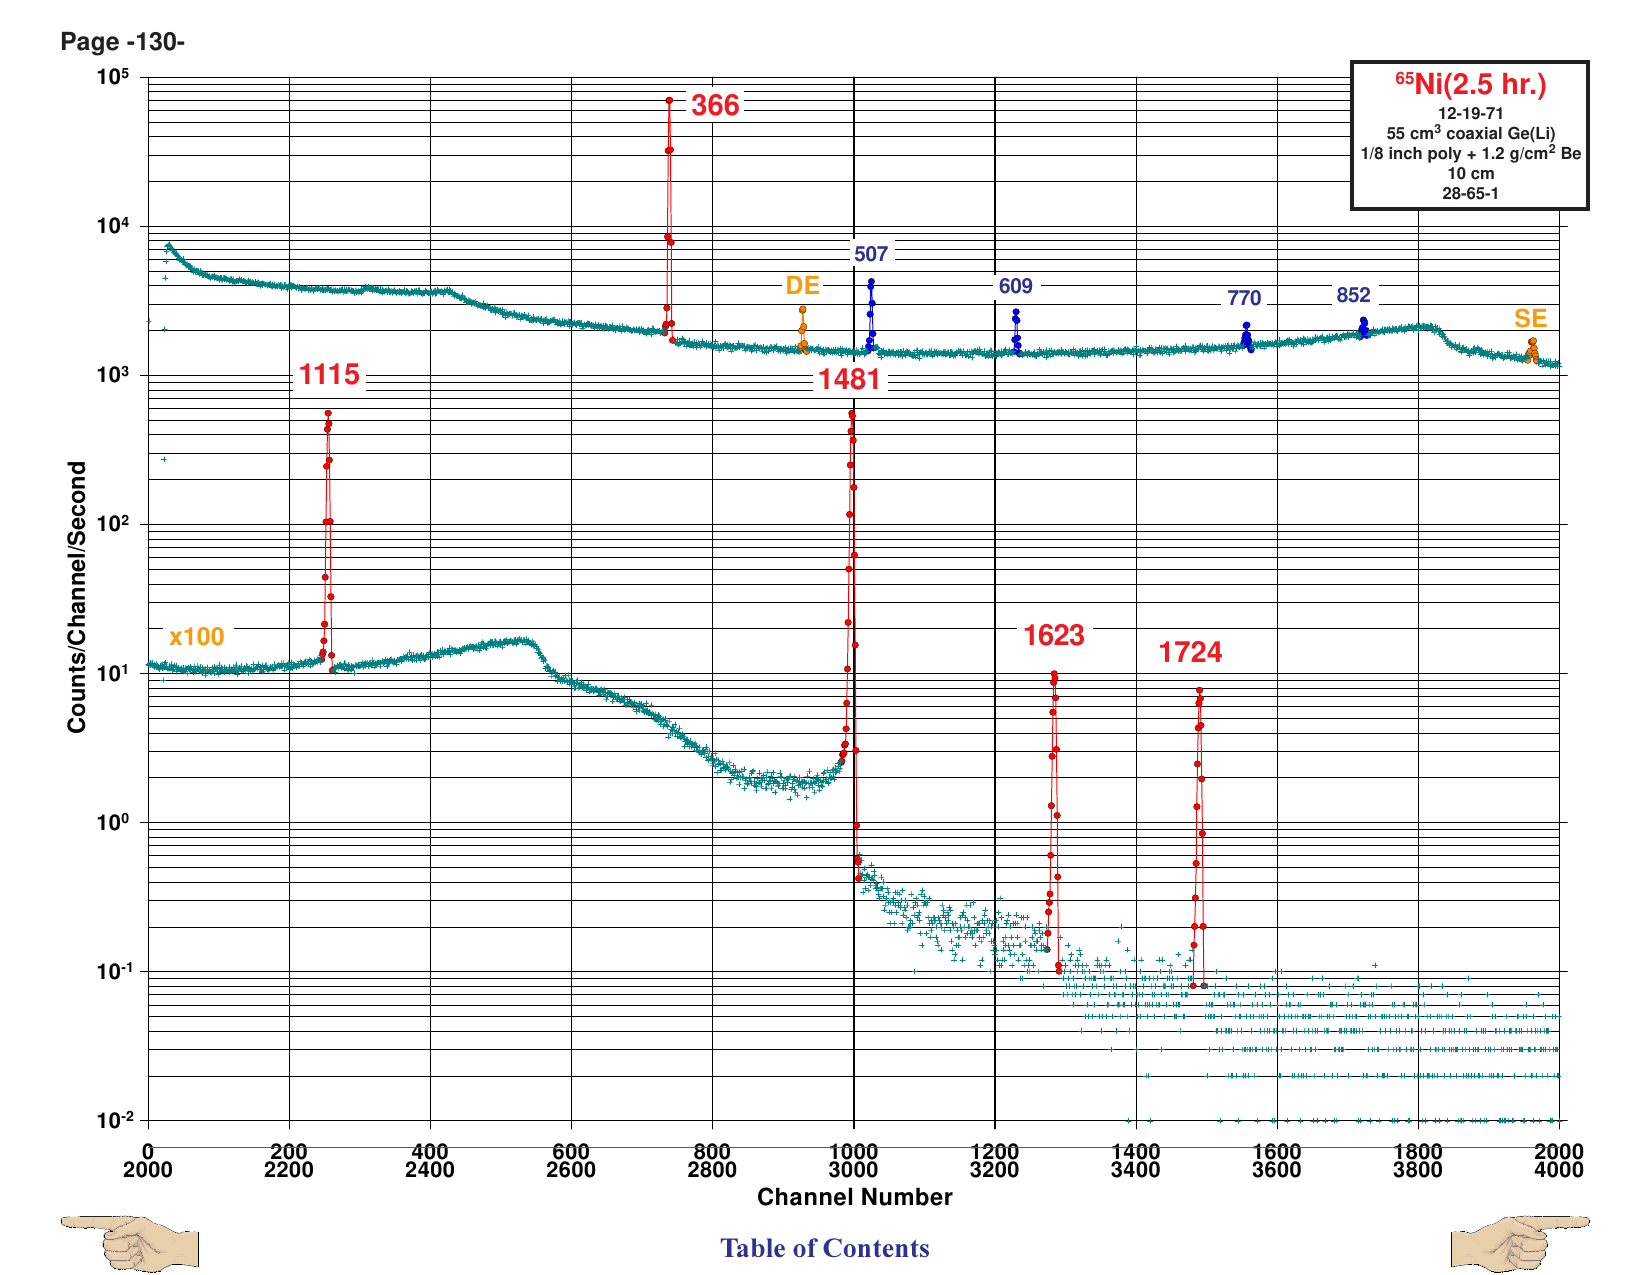 Page -130-
10⁵
⁶⁵Ni(2.5 hr.)
12-19-71
55 cm³ coaxial Ge(Li)
1/8 inch poly + 1.2 g/cm² Be
10 cm
28-65-1
366
10⁴
507
DE
609
770
852
SE
10³
1115
1481
10²
Counts/Channel/Second
x100
1623
1724
10¹
10⁰
10⁻¹
10⁻²
0 200 400 600 800 1000 1200 1400 1600 1800 2000
2000 2200 2400 2600 2800 3000 3200 3400 3600 3800 4000
Channel Number
Table of Contents